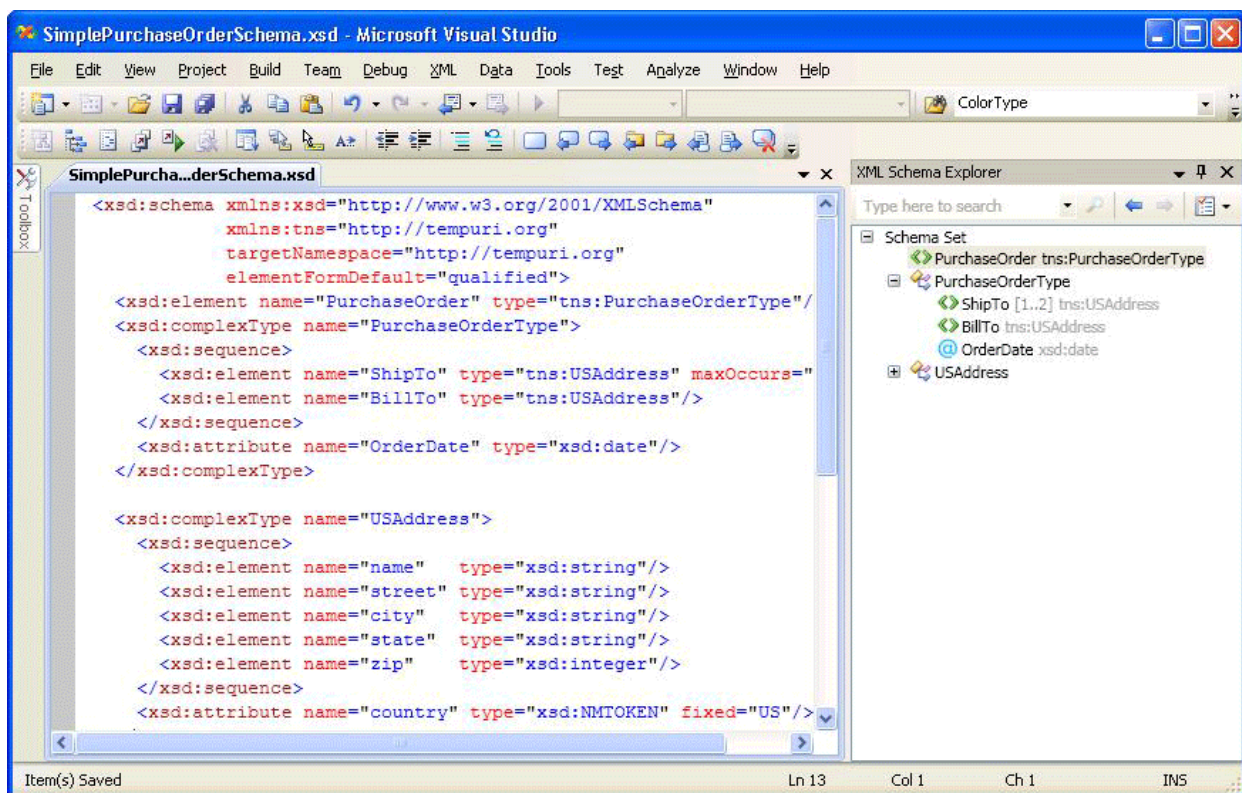 SimplePurchaseOrderSchema.xsd - Microsoft Visual Studio
File Edit View Project Build Team Debug XML Data Tools Test Analyze Window Help
ColorType
Toolbox
SimplePurcha...derSchema.xsd
<xsd:schema xmlns:xsd="http://www.w3.org/2001/XMLSchema"
xmlns:tns="http://tempuri.org"
targetNamespace="http://tempuri.org"
elementFormDefault="qualified">
<xsd:element name="PurchaseOrder" type="tns:PurchaseOrderType"/
<xsd:complexType name="PurchaseOrderType">
<xsd:sequence>
<xsd:element name="ShipTo" type="tns:USAddress" maxOccurs="
<xsd:element name="BillTo" type="tns:USAddress"/>
</xsd:sequence>
<xsd:attribute name="OrderDate" type="xsd:date"/>
</xsd:complexType>
<xsd:complexType name="USAddress">
<xsd:sequence>
<xsd:element name="name" type="xsd:string"/>
<xsd:element name="street" type="xsd:string"/>
<xsd:element name="city" type="xsd:string"/>
<xsd:element name="state" type="xsd:string"/>
<xsd:element name="zip" type="xsd:integer"/>
</xsd:sequence>
<xsd:attribute name="country" type="xsd:NMTOKEN" fixed="US"/>
XML Schema Explorer
Type here to search
Schema Set
PurchaseOrder tns:PurchaseOrderType
PurchaseOrderType
ShipTo [1..2] tns:USAddress
BillTo tns:USAddress
OrderDate xsd:date
USAddress
Item(s) Saved Ln 13 Col 1 Ch 1 INS